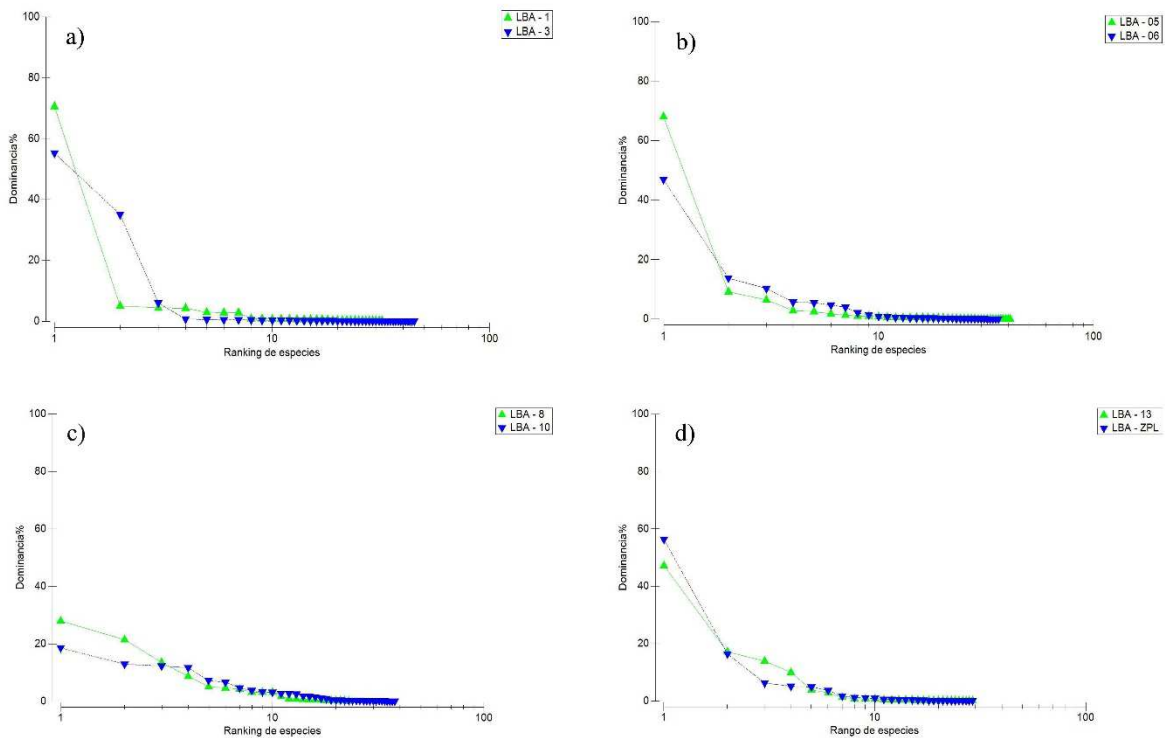 a)
LBA - 1
LBA - 3
100
80
60
40
20
0
Dominancia%
1
10
100
Ranking de especies
b)
LBA - 05
LBA - 06
100
80
60
40
20
0
Dominancia%
1
10
100
Ranking de especies
c)
LBA - 8
LBA - 10
100
80
60
40
20
0
Dominancia%
1
10
100
Ranking de especies
d)
LBA - 13
LBA - ZPL
100
80
60
40
20
0
Dominancia%
1
10
100
Rango de especies